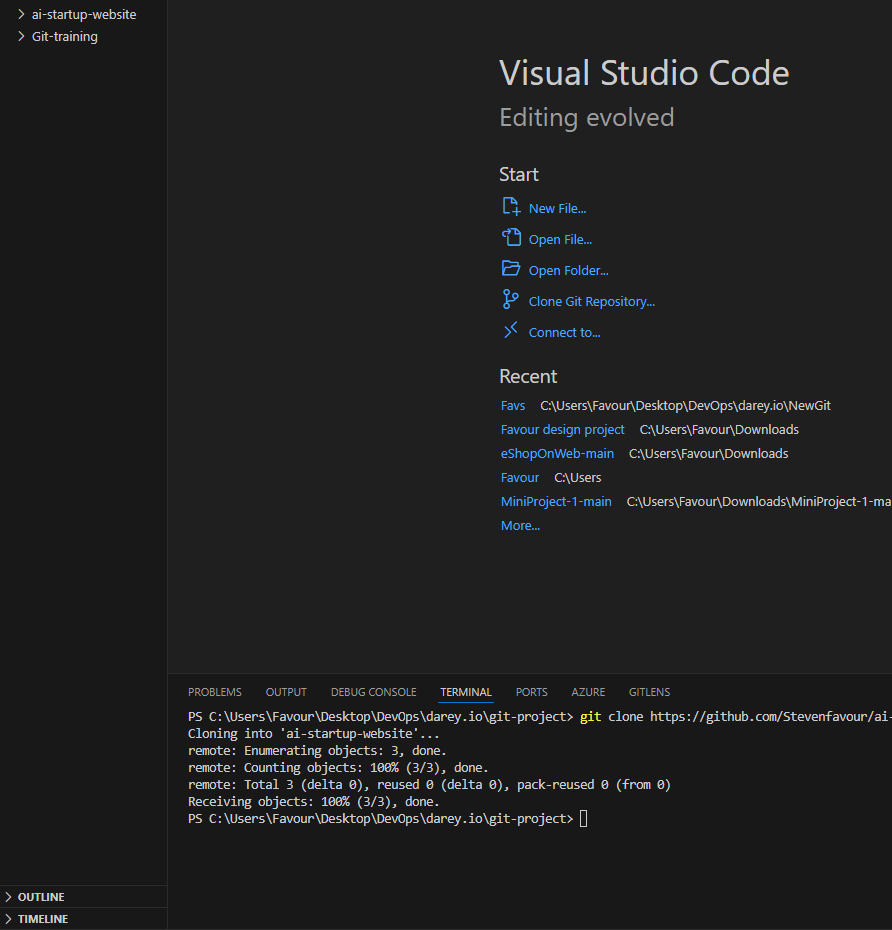 ai-startup-website
Git-training
Visual Studio Code
Editing evolved
Start
New File...
Open File...
Open Folder...
Clone Git Repository...
Connect to...
Recent
Favs C:\Users\Favour\Desktop\DevOps\darey.io\NewGit
Favour design project C:\Users\Favour\Downloads
eShopOnWeb-main C:\Users\Favour\Downloads
Favour C:\Users
MiniProject-1-main C:\Users\Favour\Downloads\MiniProject-1-ma
More...
PROBLEMS OUTPUT DEBUG CONSOLE TERMINAL PORTS AZURE GITLENS
PS C:\Users\Favour\Desktop\DevOps\darey.io\git-project> git clone https://github.com/Stevenfavour/ai-
Cloning into 'ai-startup-website'...
remote: Enumerating objects: 3, done.
remote: Counting objects: 100% (3/3), done.
remote: Total 3 (delta 0), reused 0 (delta 0), pack-reused 0 (from 0)
Receiving objects: 100% (3/3), done.
PS C:\Users\Favour\Desktop\DevOps\darey.io\git-project>
OUTLINE
TIMELINE